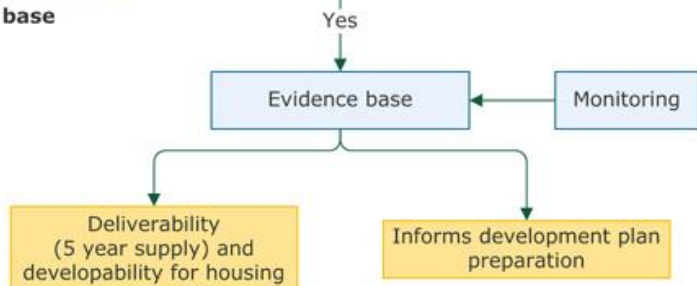 base
Yes
Evidence base
Monitoring
Deliverability
(5 year supply) and
developability for housing
Informs development plan
preparation